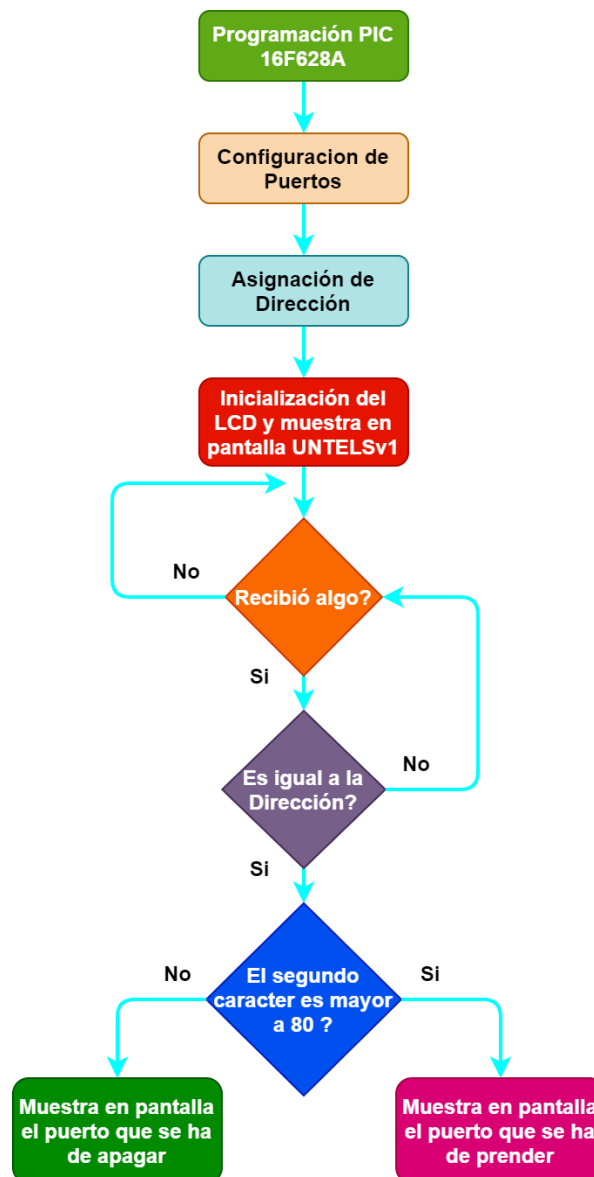 Programación PIC
16F628A
Configuracion de
Puertos
Asignación de
Dirección
Inicialización del
LCD y muestra en
pantalla UNTELSv1
No
Recibió algo?
Si
Es igual a la
Dirección?
No
Si
No
El segundo
caracter es mayor
a 80 ?
Si
Muestra en pantalla
el puerto que se ha
de apagar
Muestra en pantalla
el puerto que se ha
de prender